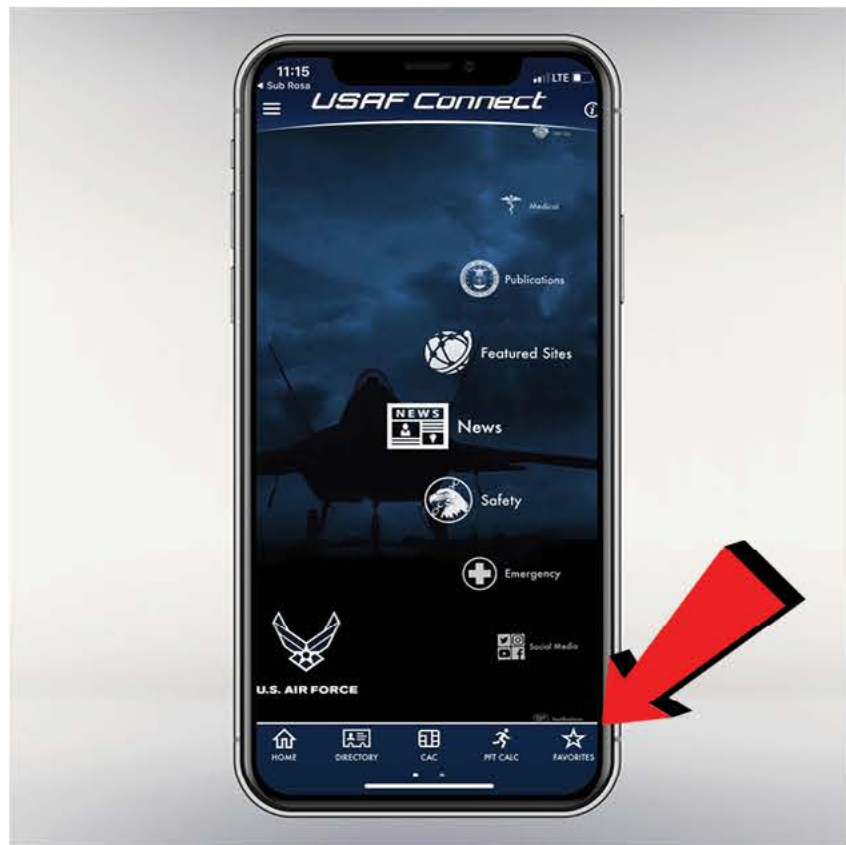 11:15
LTE
Sub Rosa
USAF Connect
Medical
Publications
Featured Sites
NEWS
News
Safety
Emergency
Social Media
U.S. AIR FORCE
HOME
DIRECTORY
CAC
PFT CALC
FAVORITES